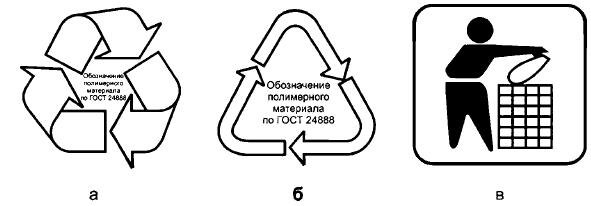 Обозначение
полимерного
материала
по ГОСТ 24888
Обозначение
полимерного
материала
по ГОСТ 24888
а
б
в